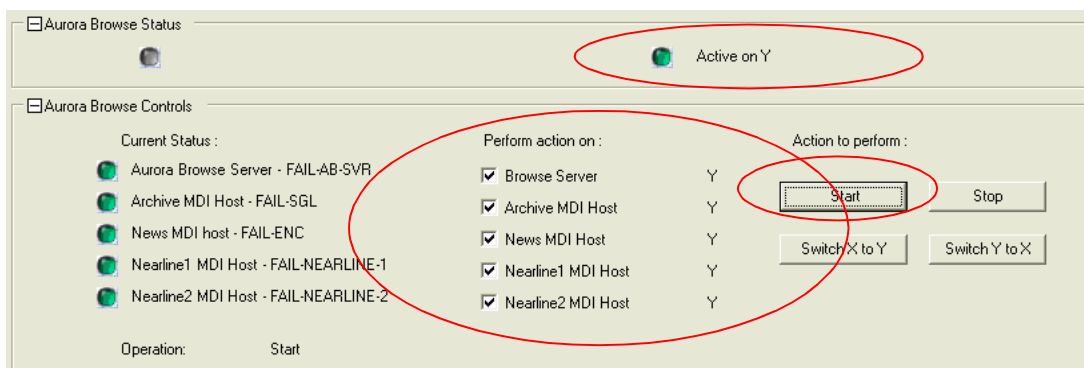 Aurora Browse Status
Active on Y
Aurora Browse Controls
Current Status :
Perform action on :
Action to perform :
Aurora Browse Server - FAIL-AB-SVR
Browse Server Y
Start
Stop
Archive MDI Host - FAIL-SGL
Archive MDI Host Y
News MDI host - FAIL-ENC
News MDI Host Y
Switch X to Y
Switch Y to X
Nearline1 MDI Host - FAIL-NEARLINE-1
Nearline1 MDI Host Y
Nearline2 MDI Host - FAIL-NEARLINE-2
Nearline2 MDI Host Y
Operation: Start